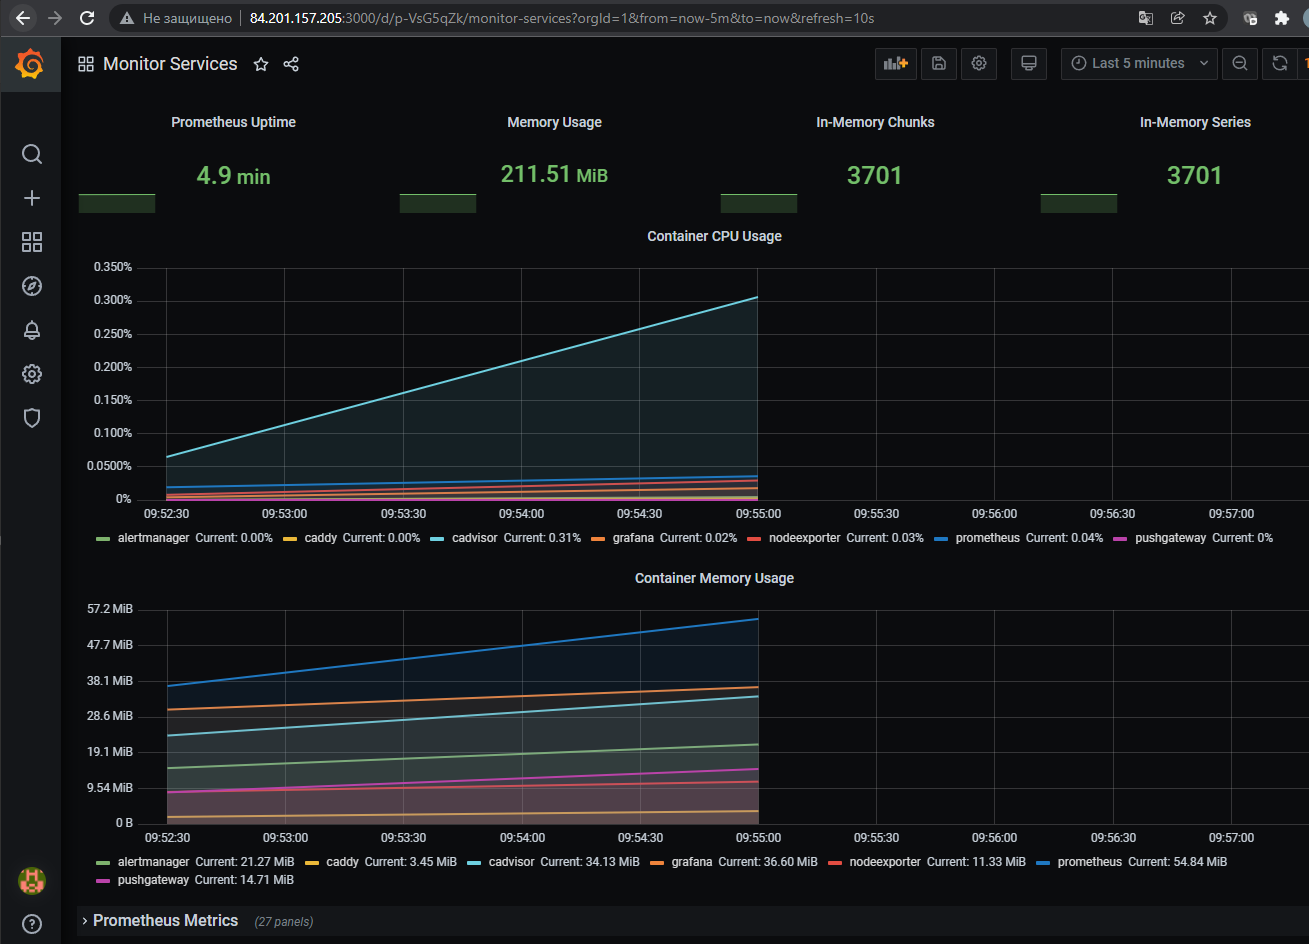 Не защищено 84.201.157.205:3000/d/p-VsG5qZk/monitor-services?orgId=1&from=now-5m&to=now&refresh=10s
Monitor Services
Last 5 minutes
Prometheus Uptime
4.9 min
Memory Usage
211.51 MiB
In-Memory Chunks
3701
In-Memory Series
3701
Container CPU Usage
0.350%
0.300%
0.250%
0.200%
0.150%
0.100%
0.0500%
0%
09:52:30 09:53:00 09:53:30 09:54:00 09:54:30 09:55:00 09:55:30 09:56:00 09:56:30 09:57:00
alertmanager Current: 0.00% caddy Current: 0.00% cadvisor Current: 0.31% grafana Current: 0.02% nodeexporter Current: 0.03% prometheus Current: 0.04% pushgateway Current: 0%
Container Memory Usage
57.2 MiB
47.7 MiB
38.1 MiB
28.6 MiB
19.1 MiB
9.54 MiB
0 B
09:52:30 09:53:00 09:53:30 09:54:00 09:54:30 09:55:00 09:55:30 09:56:00 09:56:30 09:57:00
alertmanager Current: 21.27 MiB caddy Current: 3.45 MiB cadvisor Current: 34.13 MiB grafana Current: 36.60 MiB nodeexporter Current: 11.33 MiB prometheus Current: 54.84 MiB
pushgateway Current: 14.71 MiB
Prometheus Metrics (27 panels)